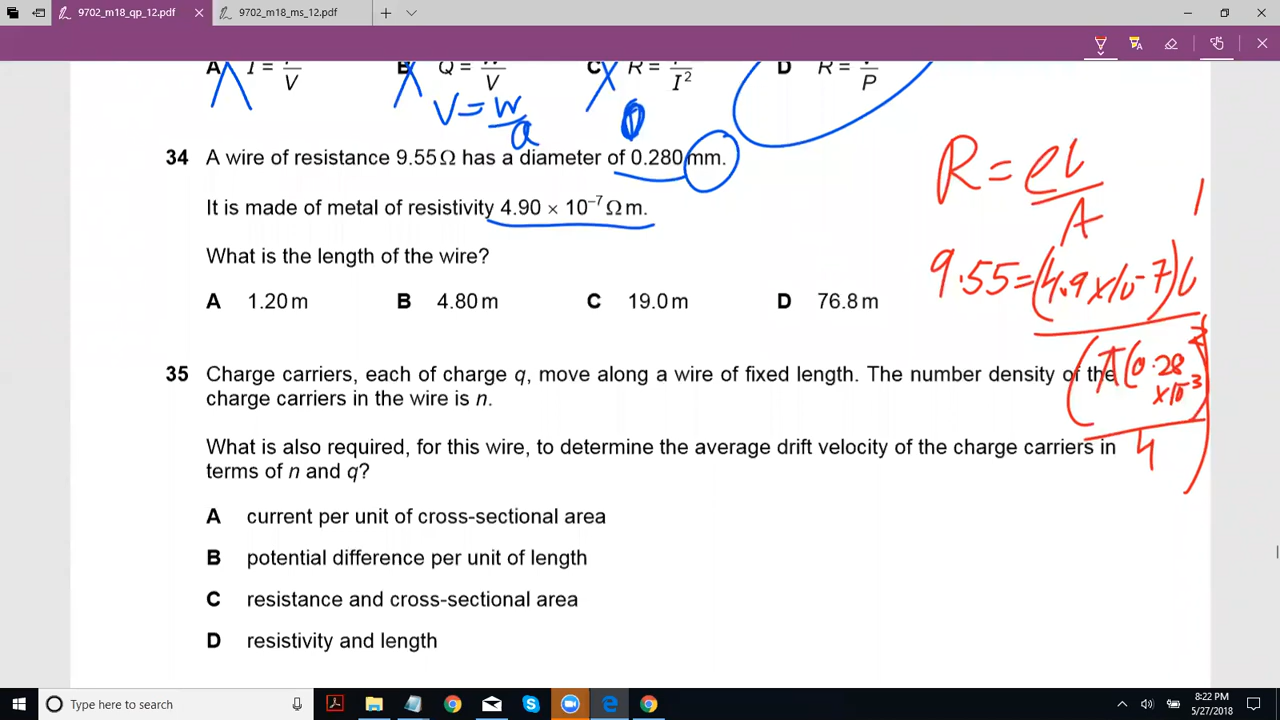 9702_m18_qp_12.pdf
9702_m18_ms_12.pdf
A I = V
B Q = V
C R = I²
D R = P
V = W
Q
34 A wire of resistance 9.55 Ω has a diameter of 0.280 mm.
It is made of metal of resistivity 4.90 × 10⁻⁷ Ω m.
What is the length of the wire?
A 1.20 m B 4.80 m C 19.0 m D 76.8 m
R = ρl
A
9.55 = (4.9 x10-7) l
(π(0.28
x10-3)²
4)
35 Charge carriers, each of charge q, move along a wire of fixed length. The number density of the
charge carriers in the wire is n.
What is also required, for this wire, to determine the average drift velocity of the charge carriers in
terms of n and q?
A current per unit of cross-sectional area
B potential difference per unit of length
C resistance and cross-sectional area
D resistivity and length
Type here to search
8:22 PM
5/27/2018